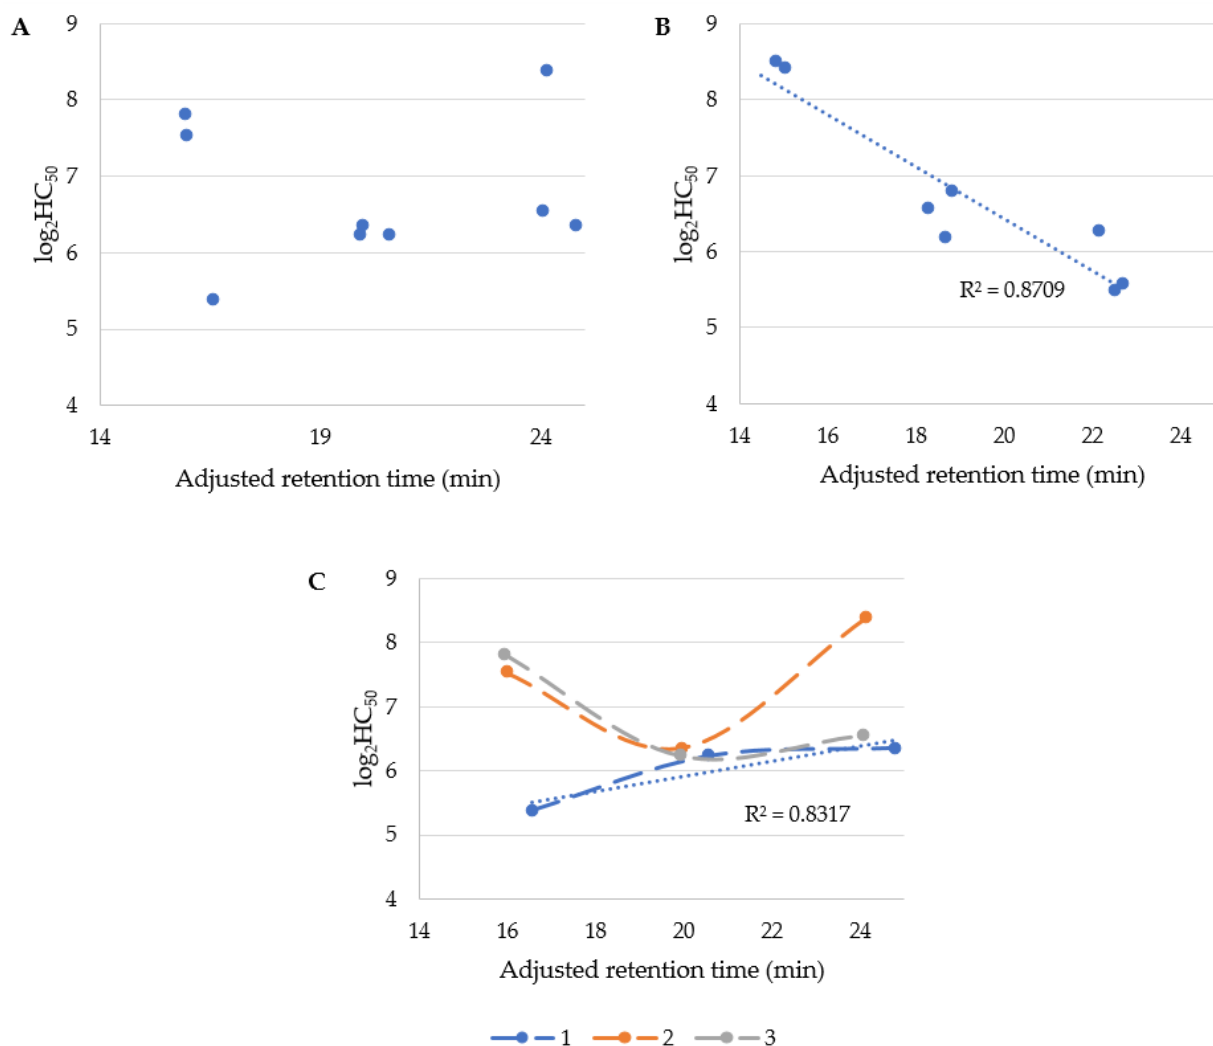 A
9
8
7
6
5
4
log₂HC₅₀
14 19 24
Adjusted retention time (min)
B
9
8
7
6
5
4
log₂HC₅₀
R² = 0.8709
14 16 18 20 22 24
Adjusted retention time (min)
C
9
8
7
6
5
4
log₂HC₅₀
R² = 0.8317
14 16 18 20 22 24
Adjusted retention time (min)
1 2 3